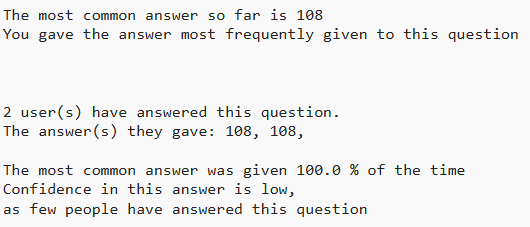 The most common answer so far is 108
You gave the answer most frequently given to this question
2 user(s) have answered this question.
The answer(s) they gave: 108, 108,
The most common answer was given 100.0 % of the time
Confidence in this answer is low,
as few people have answered this question